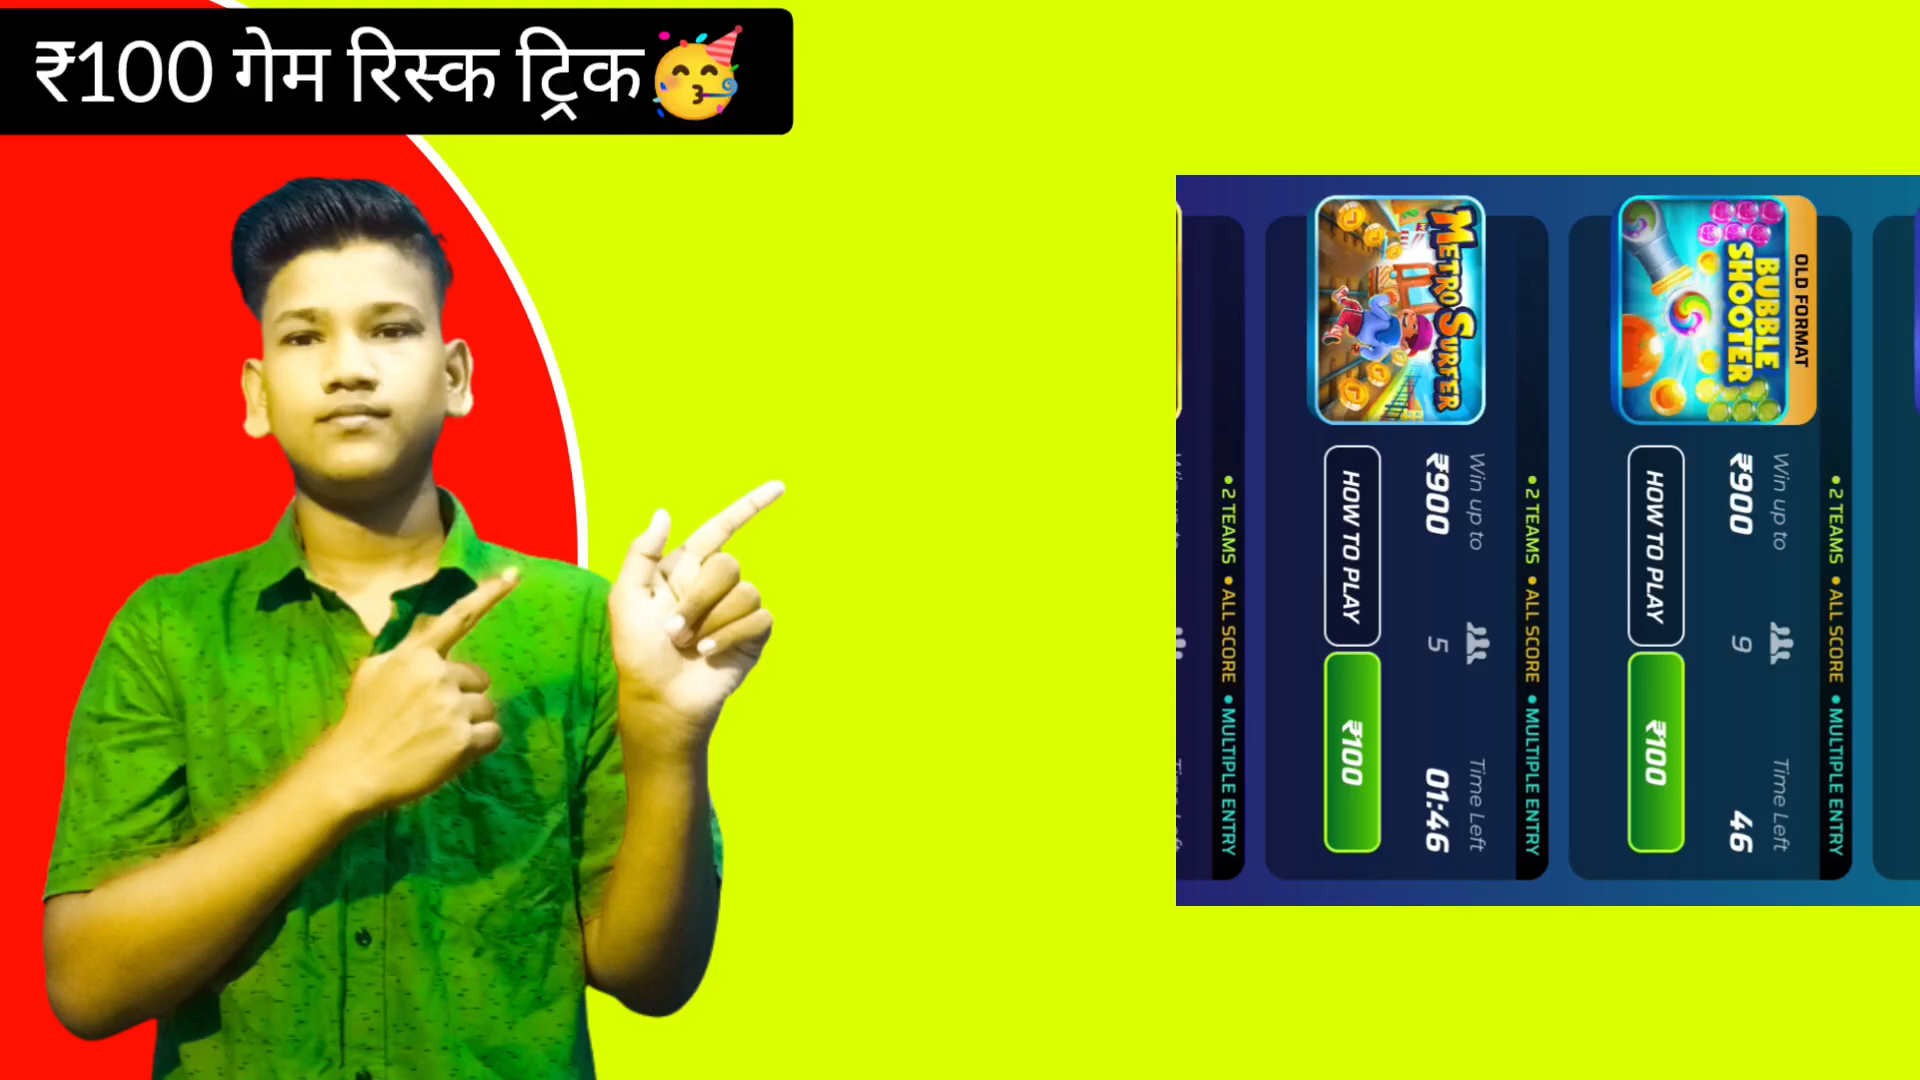 ₹100 गेम रिस्क ट्रिक🥳
• 2 TEAMS • ALL SCORE • MULTIPLE ENTRY
OLD FORMAT
BUBBLE
SHOOTER
Win up to
Time Left
₹900
9
46
HOW TO PLAY
₹100
• 2 TEAMS • ALL SCORE • MULTIPLE ENTRY
METRO SURFER
Win up to
Time Left
₹900
5
01:46
HOW TO PLAY
₹100
• 2 TEAMS • ALL SCORE • MULTIPLE ENTRY